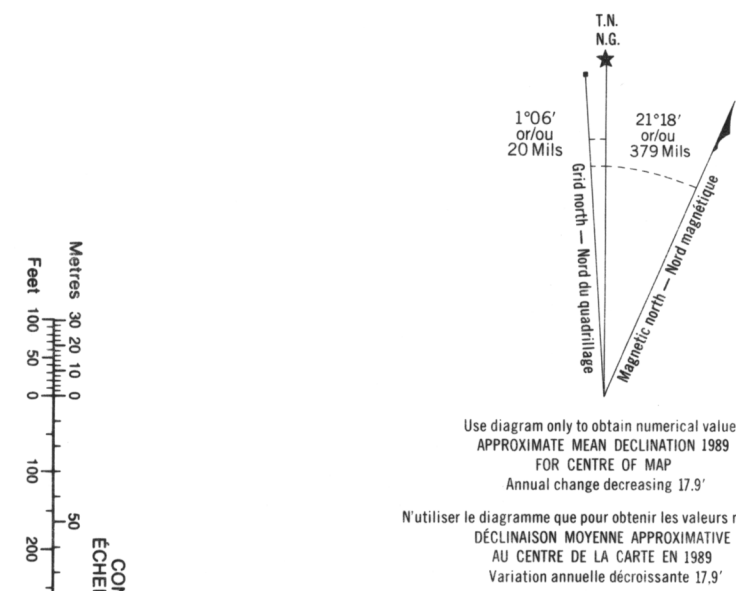 T.N.
N.G.
1°06′
or/ou
20 Mils
21°18′
or/ou
379 Mils
Grid north — Nord du quadrillage
Magnetic north — Nord magnétique
Use diagram only to obtain numerical value
APPROXIMATE MEAN DECLINATION 1989
FOR CENTRE OF MAP
Annual change decreasing 17.9′
N'utiliser le diagramme que pour obtenir les valeurs
DÉCLINAISON MOYENNE APPROXIMATIVE
AU CENTRE DE LA CARTE EN 1989
Variation annuelle décroissante 17,9′
Metres 30 20 10 0 50
Feet 100 50 0 100 200